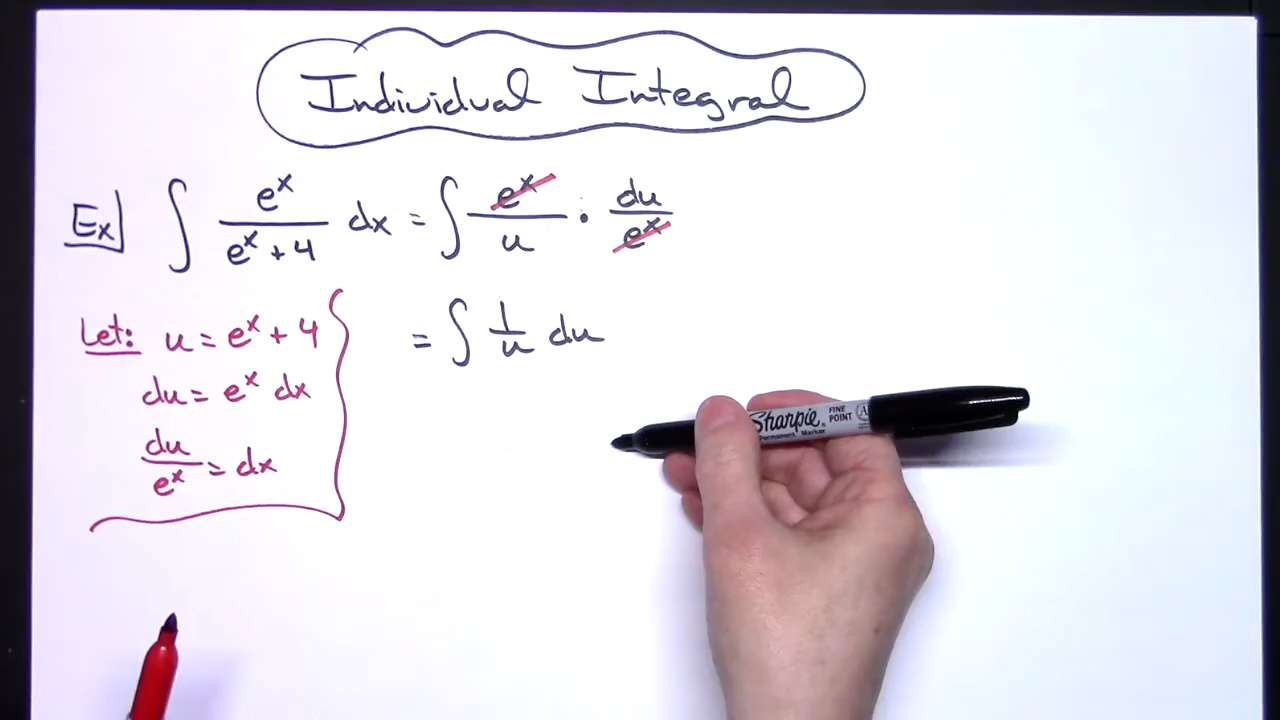 Individual Integral
Ex ∫ e^x/(e^x + 4) dx = ∫ e^x/u · du/e^x
Let: u = e^x + 4
= ∫ 1/u du
du = e^x dx
du/e^x = dx
Sharpie. FINE POINT
Permanent Marker